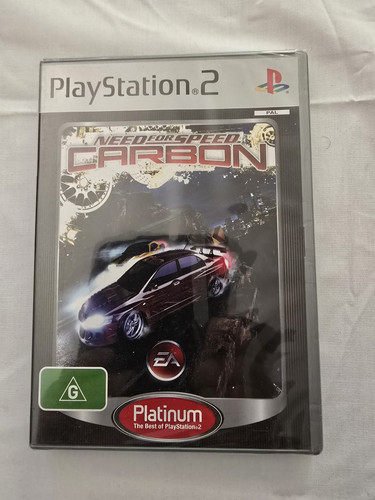 PlayStation®2
PAL
NEED FOR SPEED
CARBON
EA
G
Platinum
The Best of PlayStation®2